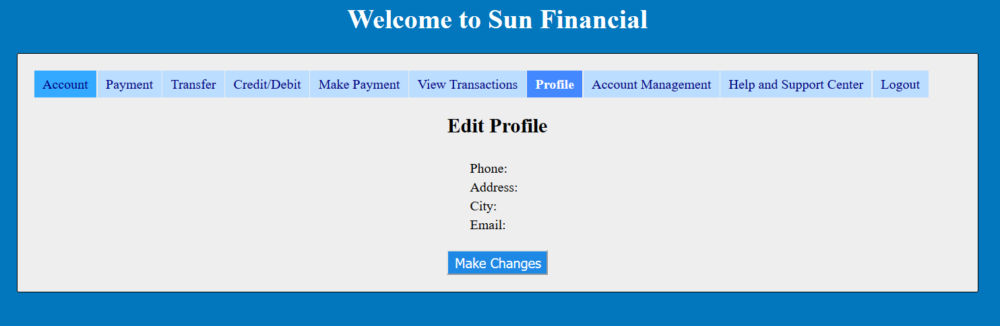 Welcome to Sun Financial
Account Payment Transfer Credit/Debit Make Payment View Transactions Profile Account Management Help and Support Center Logout
Edit Profile
Phone:
Address:
City:
Email:
Make Changes